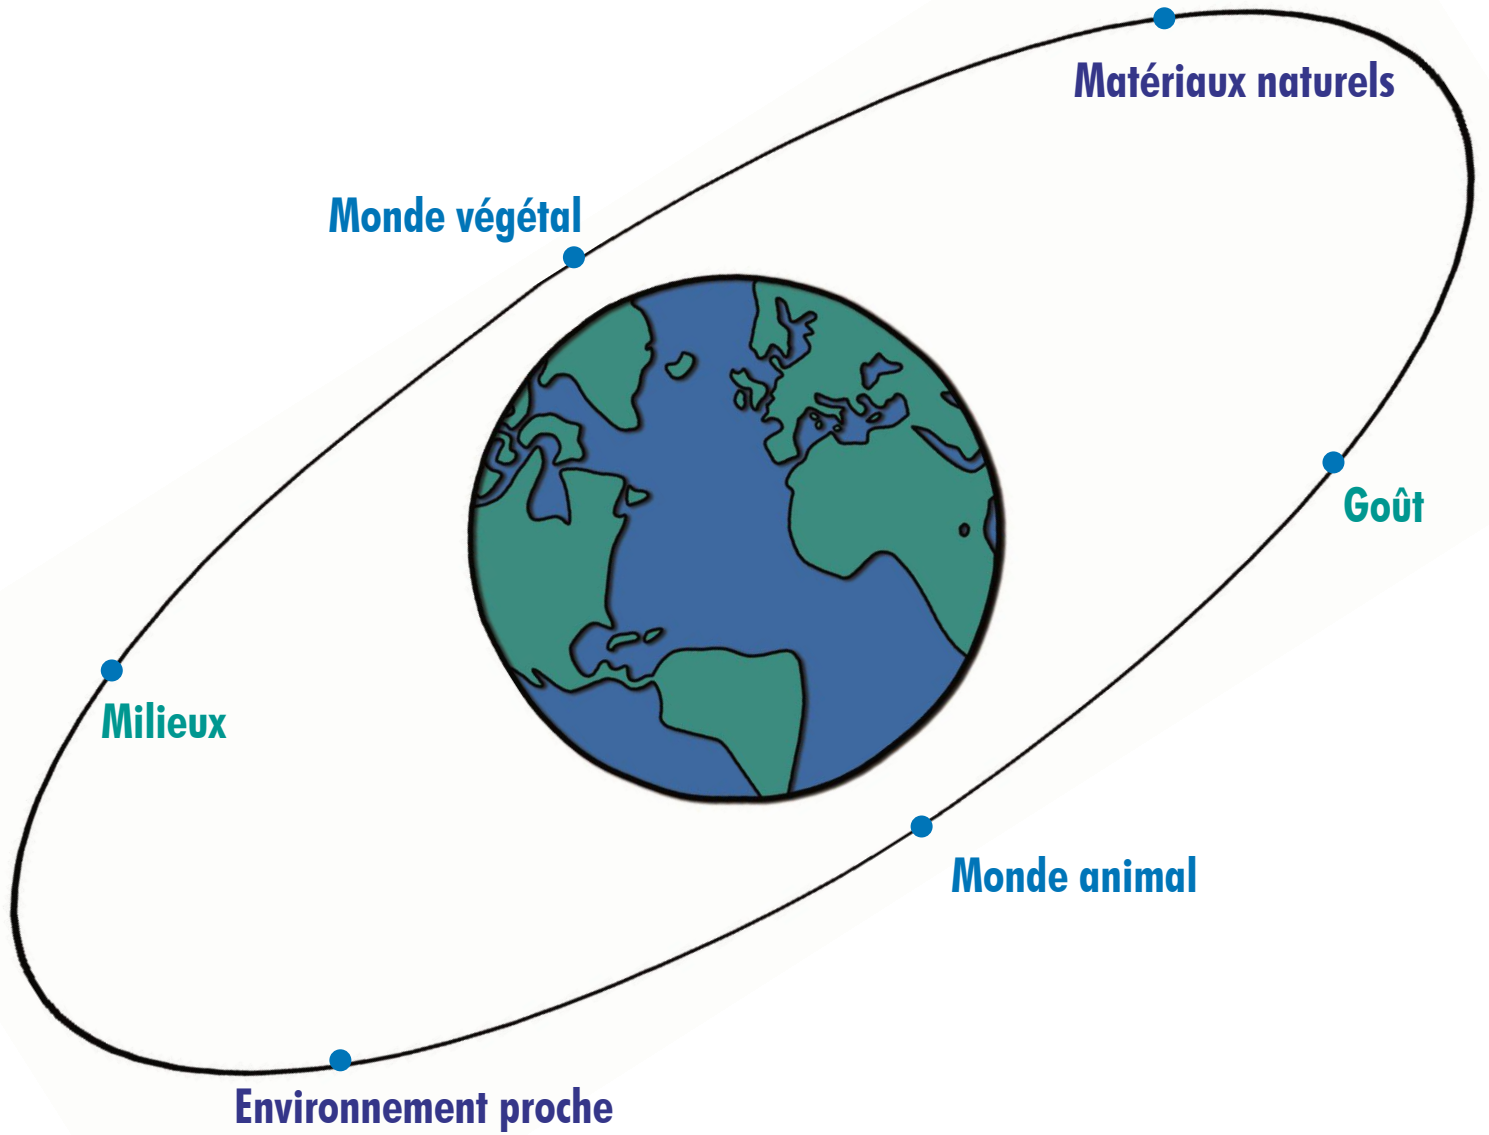 Matériaux naturels
Monde végétal
Goût
Milieux
Monde animal
Environnement proche